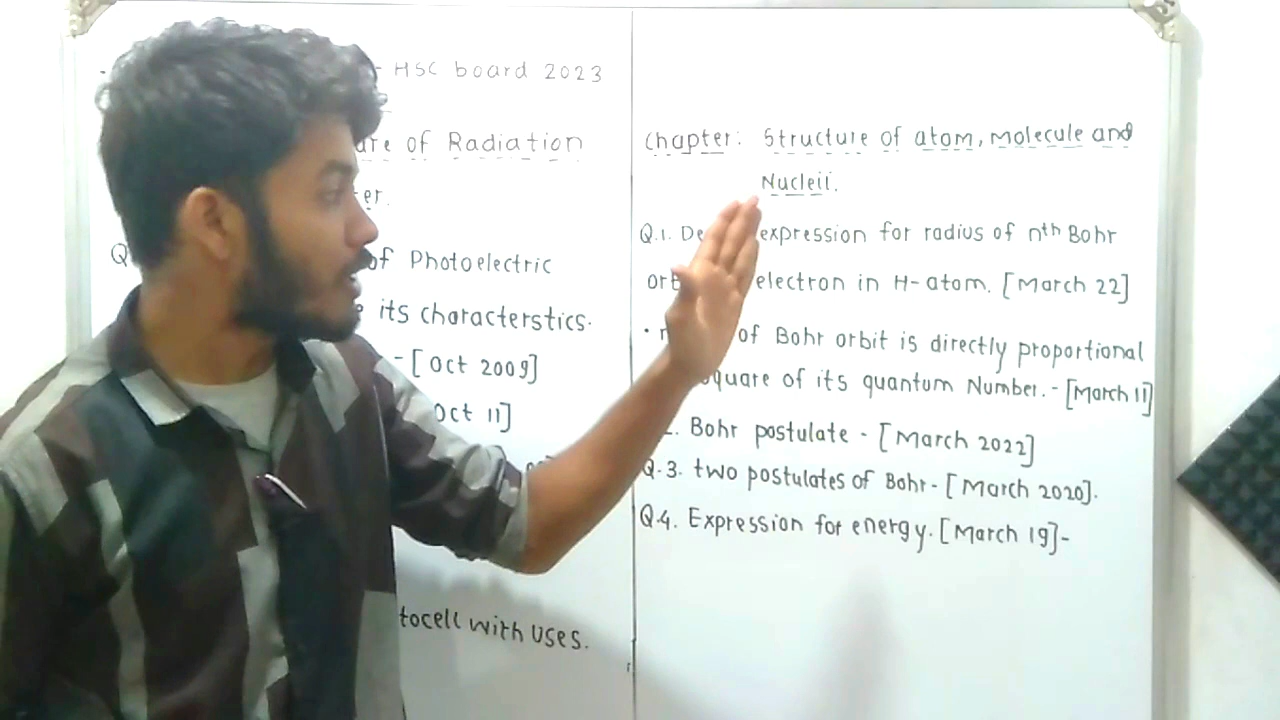 - HSC board 2023
of Radiation
of Photoelectric
its characterstics.
- [Oct 2009]
Oct 11]
with uses.
Chapter: Structure of atom, molecule and
Nucleii.
Q.1. expression for radius of nth Bohr
electron in H-atom. [March 22]
• of Bohr orbit is directly proportional
of its quantum Number. - [March 11]
Bohr postulate - [March 2022]
Q.3. two postulates of Bohr - [March 2020].
Q.4. Expression for energy. [March 19]-